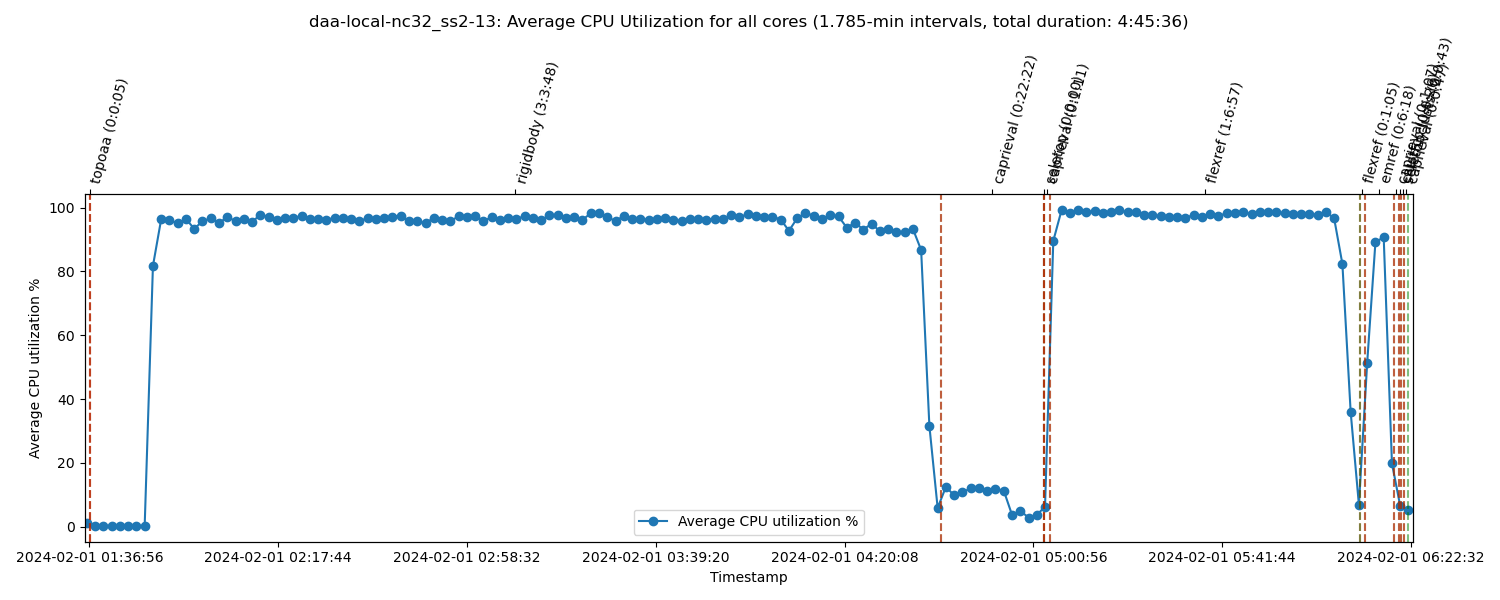 daa-local-nc32_ss2-13: Average CPU Utilization for all cores (1.785-min intervals, total duration: 4:45:36)
topoaa (0:0:05)
rigidbody (3:3:48)
caprieval (0:22:22)
flexref (1:6:57)
flexref (0:1:05)
emref (0:6:18)
100
80
60
40
20
0
Average CPU utilization %
Average CPU utilization %
2024-02-01 01:36:56
2024-02-01 02:17:44
2024-02-01 02:58:32
2024-02-01 03:39:20
2024-02-01 04:20:08
2024-02-01 05:00:56
2024-02-01 05:41:44
2024-02-01 06:22:32
Timestamp